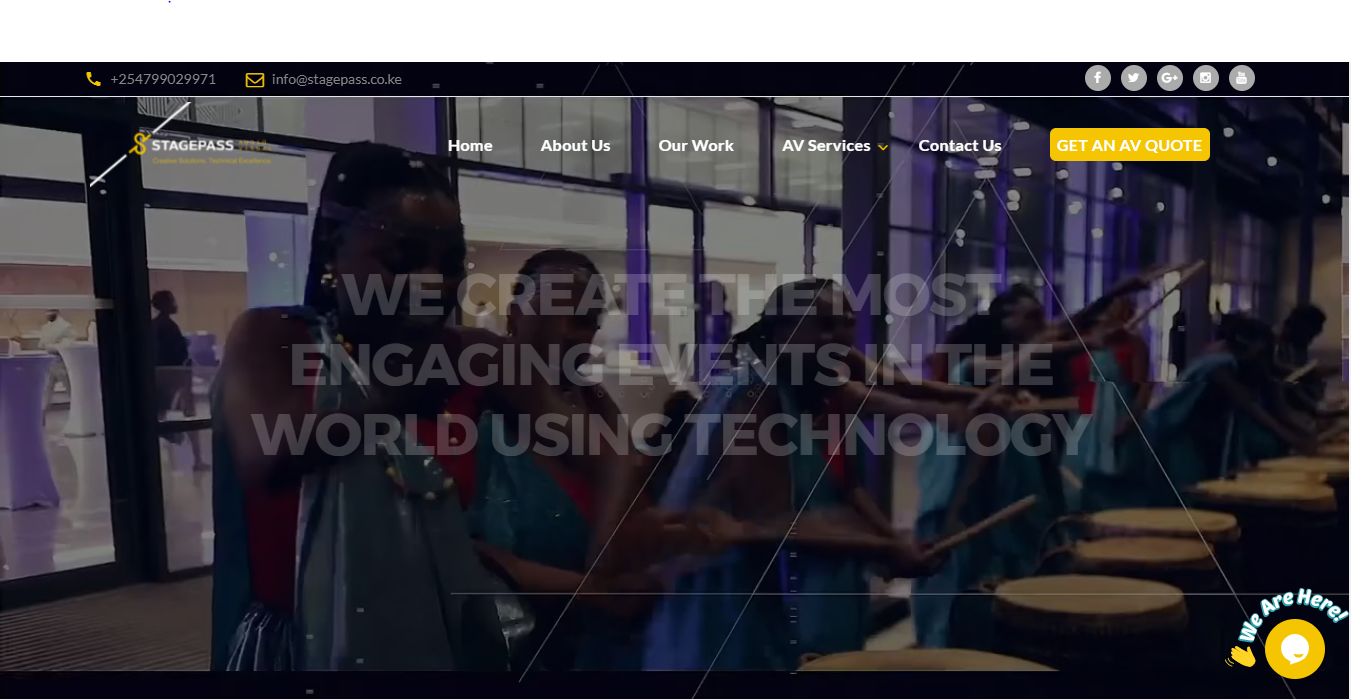 +254799029971 info@stagepass.co.ke
STAGEPASS
Creative Solutions, Technical Excellence.
Home About Us Our Work AV Services Contact Us GET AN AV QUOTE
WE CREATE THE MOST
ENGAGING EVENTS IN THE
WORLD USING TECHNOLOGY
We Are Here!